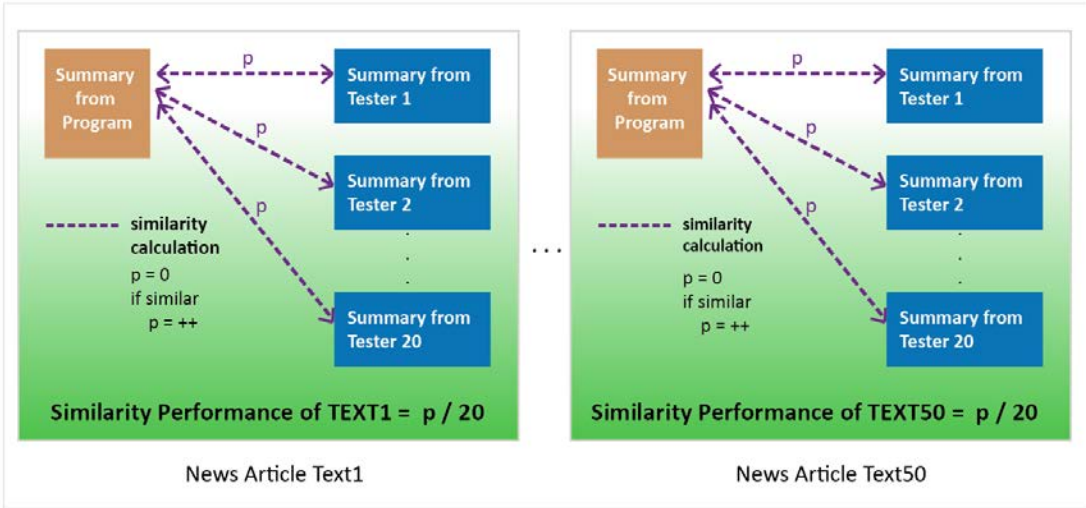 Summary
from
Program
p
Summary from
Tester 1
p
Summary from
Tester 2
p
similarity
calculation
p = 0
if similar
p = ++
.
.
.
Summary from
Tester 20
Similarity Performance of TEXT1 = p / 20
News Article Text1
...
Summary
from
Program
p
Summary from
Tester 1
p
Summary from
Tester 2
p
similarity
calculation
p = 0
if similar
p = ++
.
.
.
Summary from
Tester 20
Similarity Performance of TEXT50 = p / 20
News Article Text50